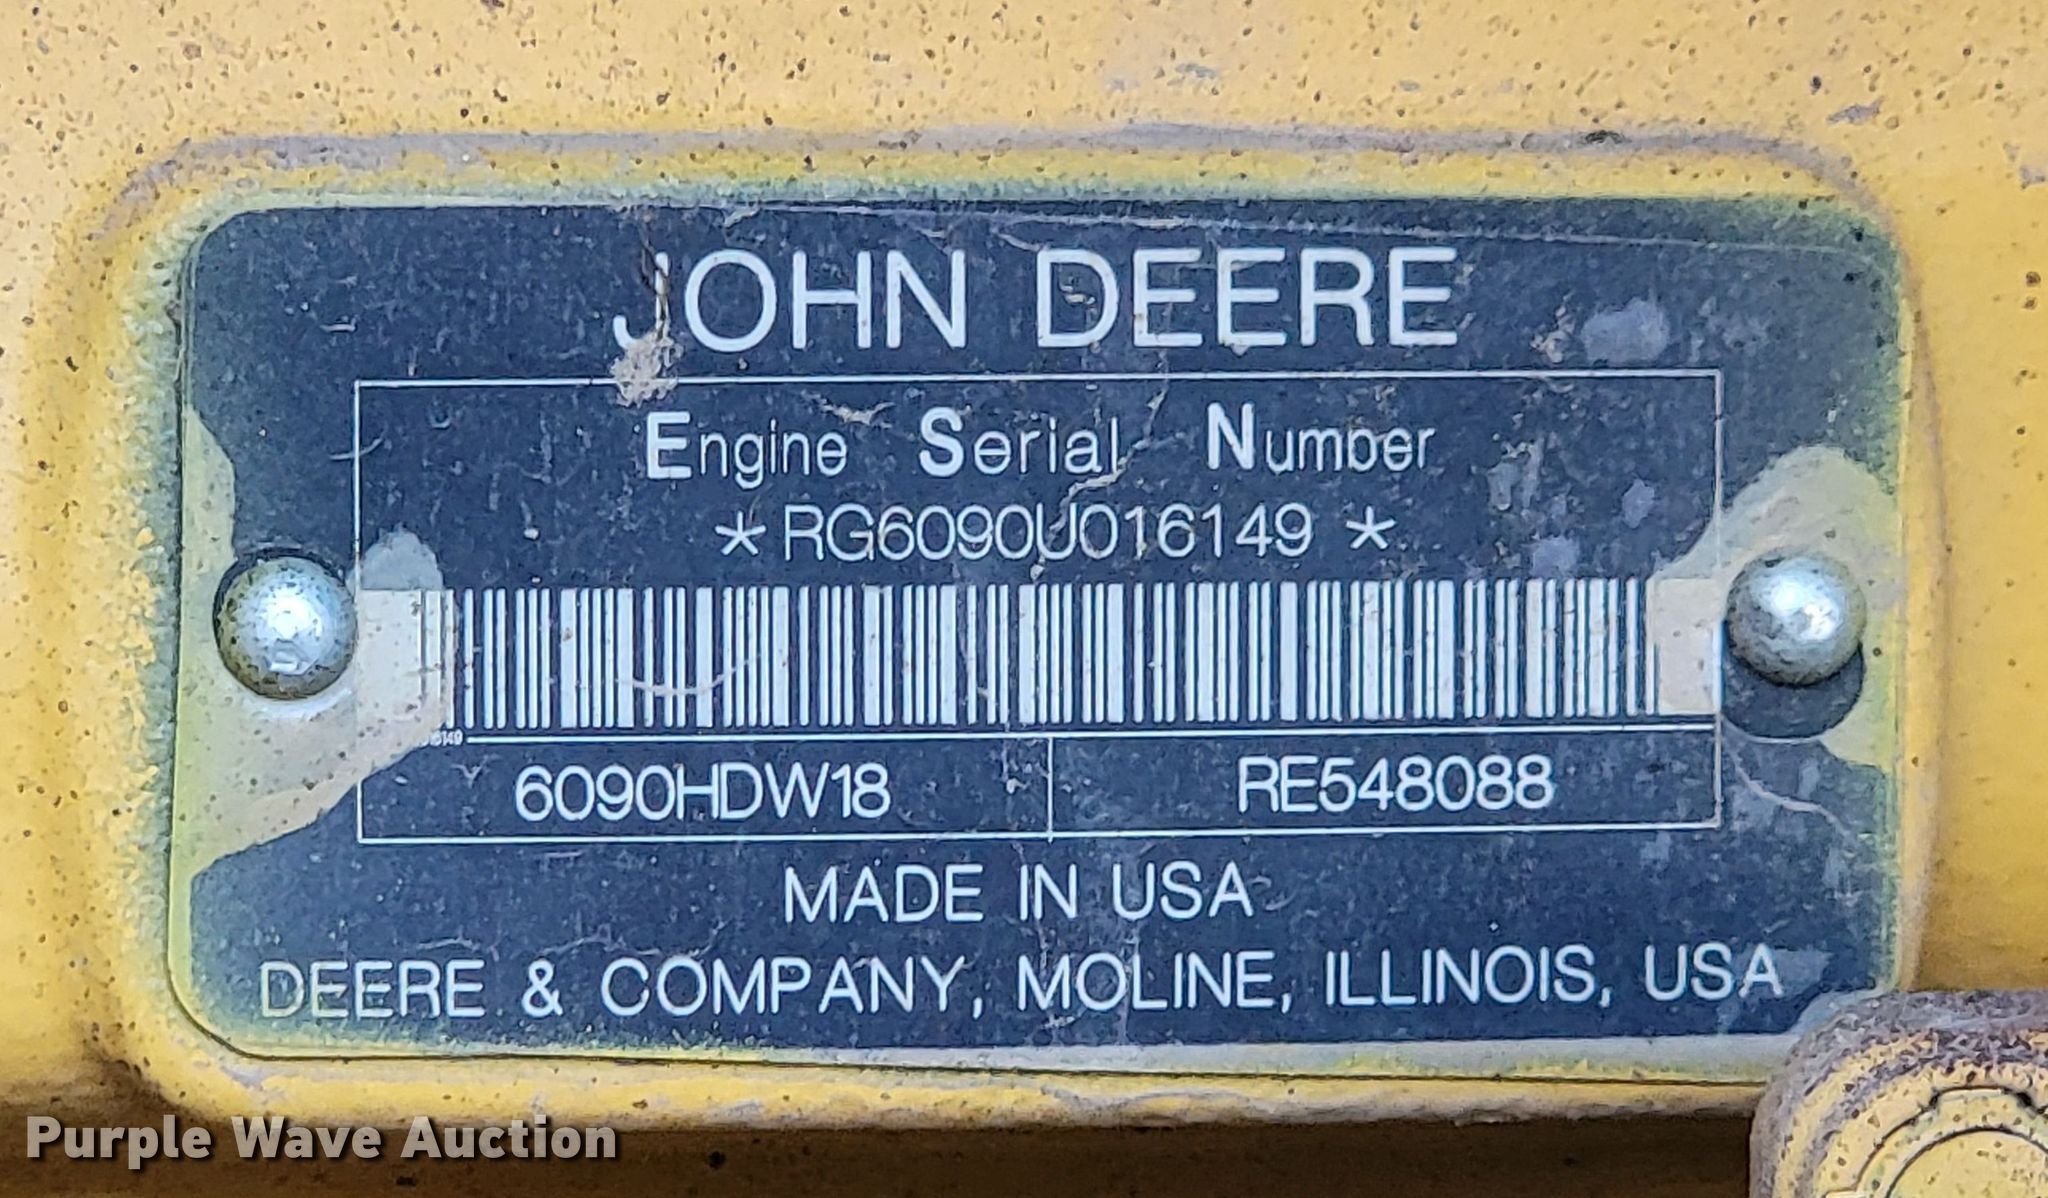 JOHN DEERE
Engine Serial Number
*RG6090U016149*
6090HDW18 RE548088
MADE IN USA
DEERE & COMPANY, MOLINE, ILLINOIS, USA
Purple Wave Auction